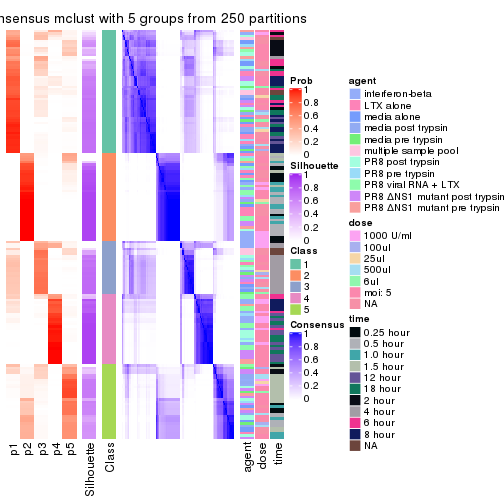 nsensus mclust with 5 groups from 250 partitions
p1
p2
p3
p4
p5
Silhouette
Class
agent
dose
time
Prob
1
0.8
0.6
0.4
0.2
0
Silhouette
1
0.8
0.6
0.4
0.2
0
Class
1
2
3
4
5
Consensus
1
0.8
0.6
0.4
0.2
0
agent
interferon-beta
LTX alone
media alone
media post trypsin
media pre trypsin
multiple sample pool
PR8 post trypsin
PR8 pre trypsin
PR8 viral RNA + LTX
PR8 ΔNS1 mutant post trypsin
PR8 ΔNS1 mutant pre trypsin
dose
1000 U/ml
100ul
25ul
500ul
6ul
moi: 5
NA
time
0.25 hour
0.5 hour
1.0 hour
1.5 hour
12 hour
18 hour
2 hour
4 hour
6 hour
8 hour
NA